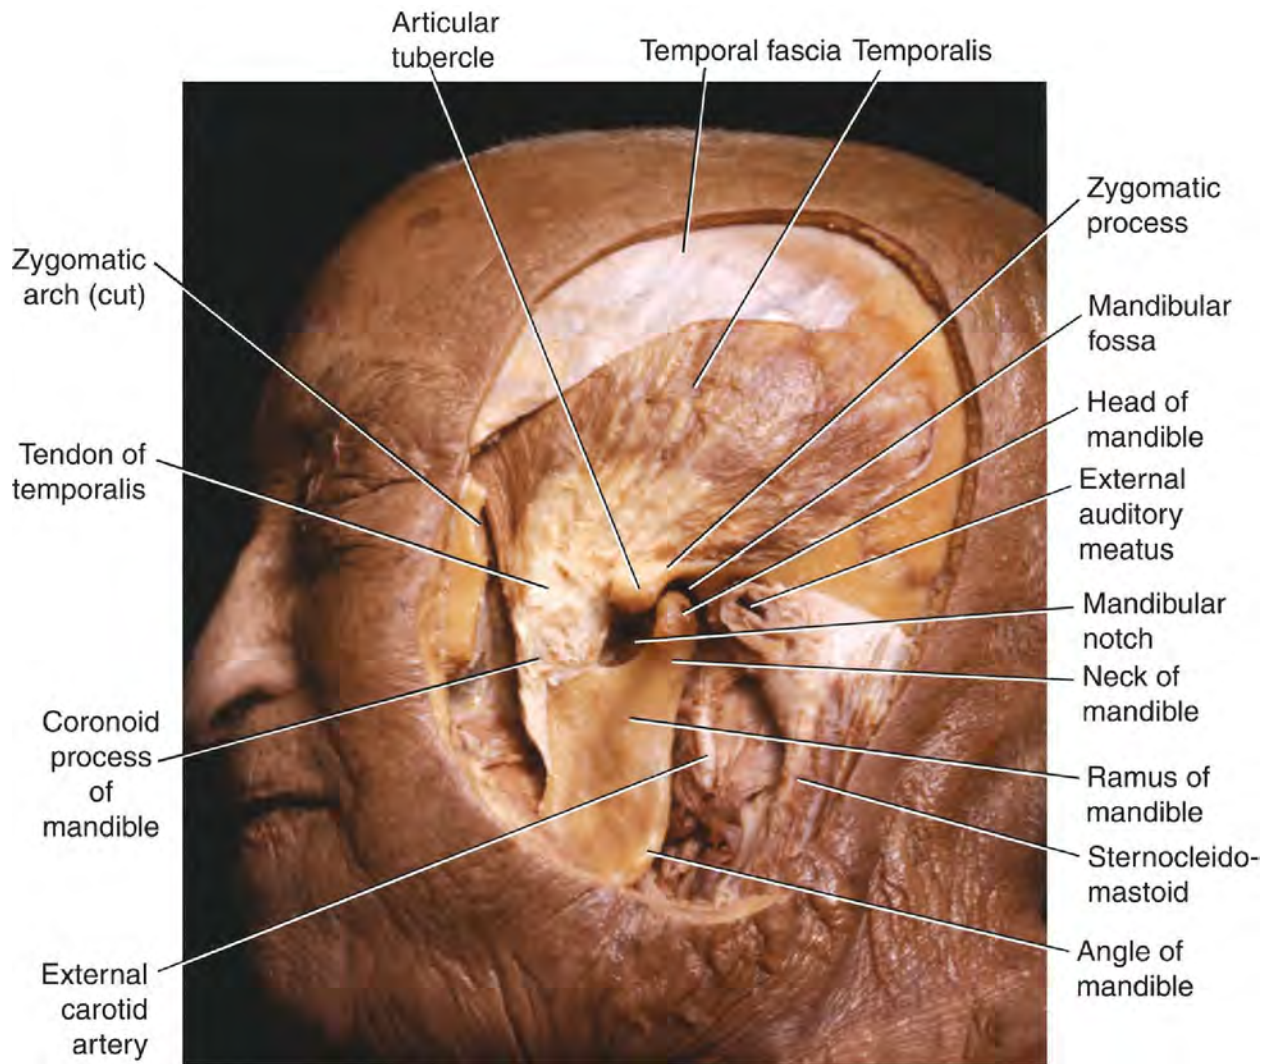 Articular
tubercle
Temporal fascia Temporalis
Zygomatic
process
Zygomatic
arch (cut)
Mandibular
fossa
Head of
mandible
Tendon of
temporalis
External
auditory
meatus
Mandibular
notch
Neck of
mandible
Coronoid
process
of
mandible
Ramus of
mandible
Sternocleido-
mastoid
Angle of
mandible
External
carotid
artery